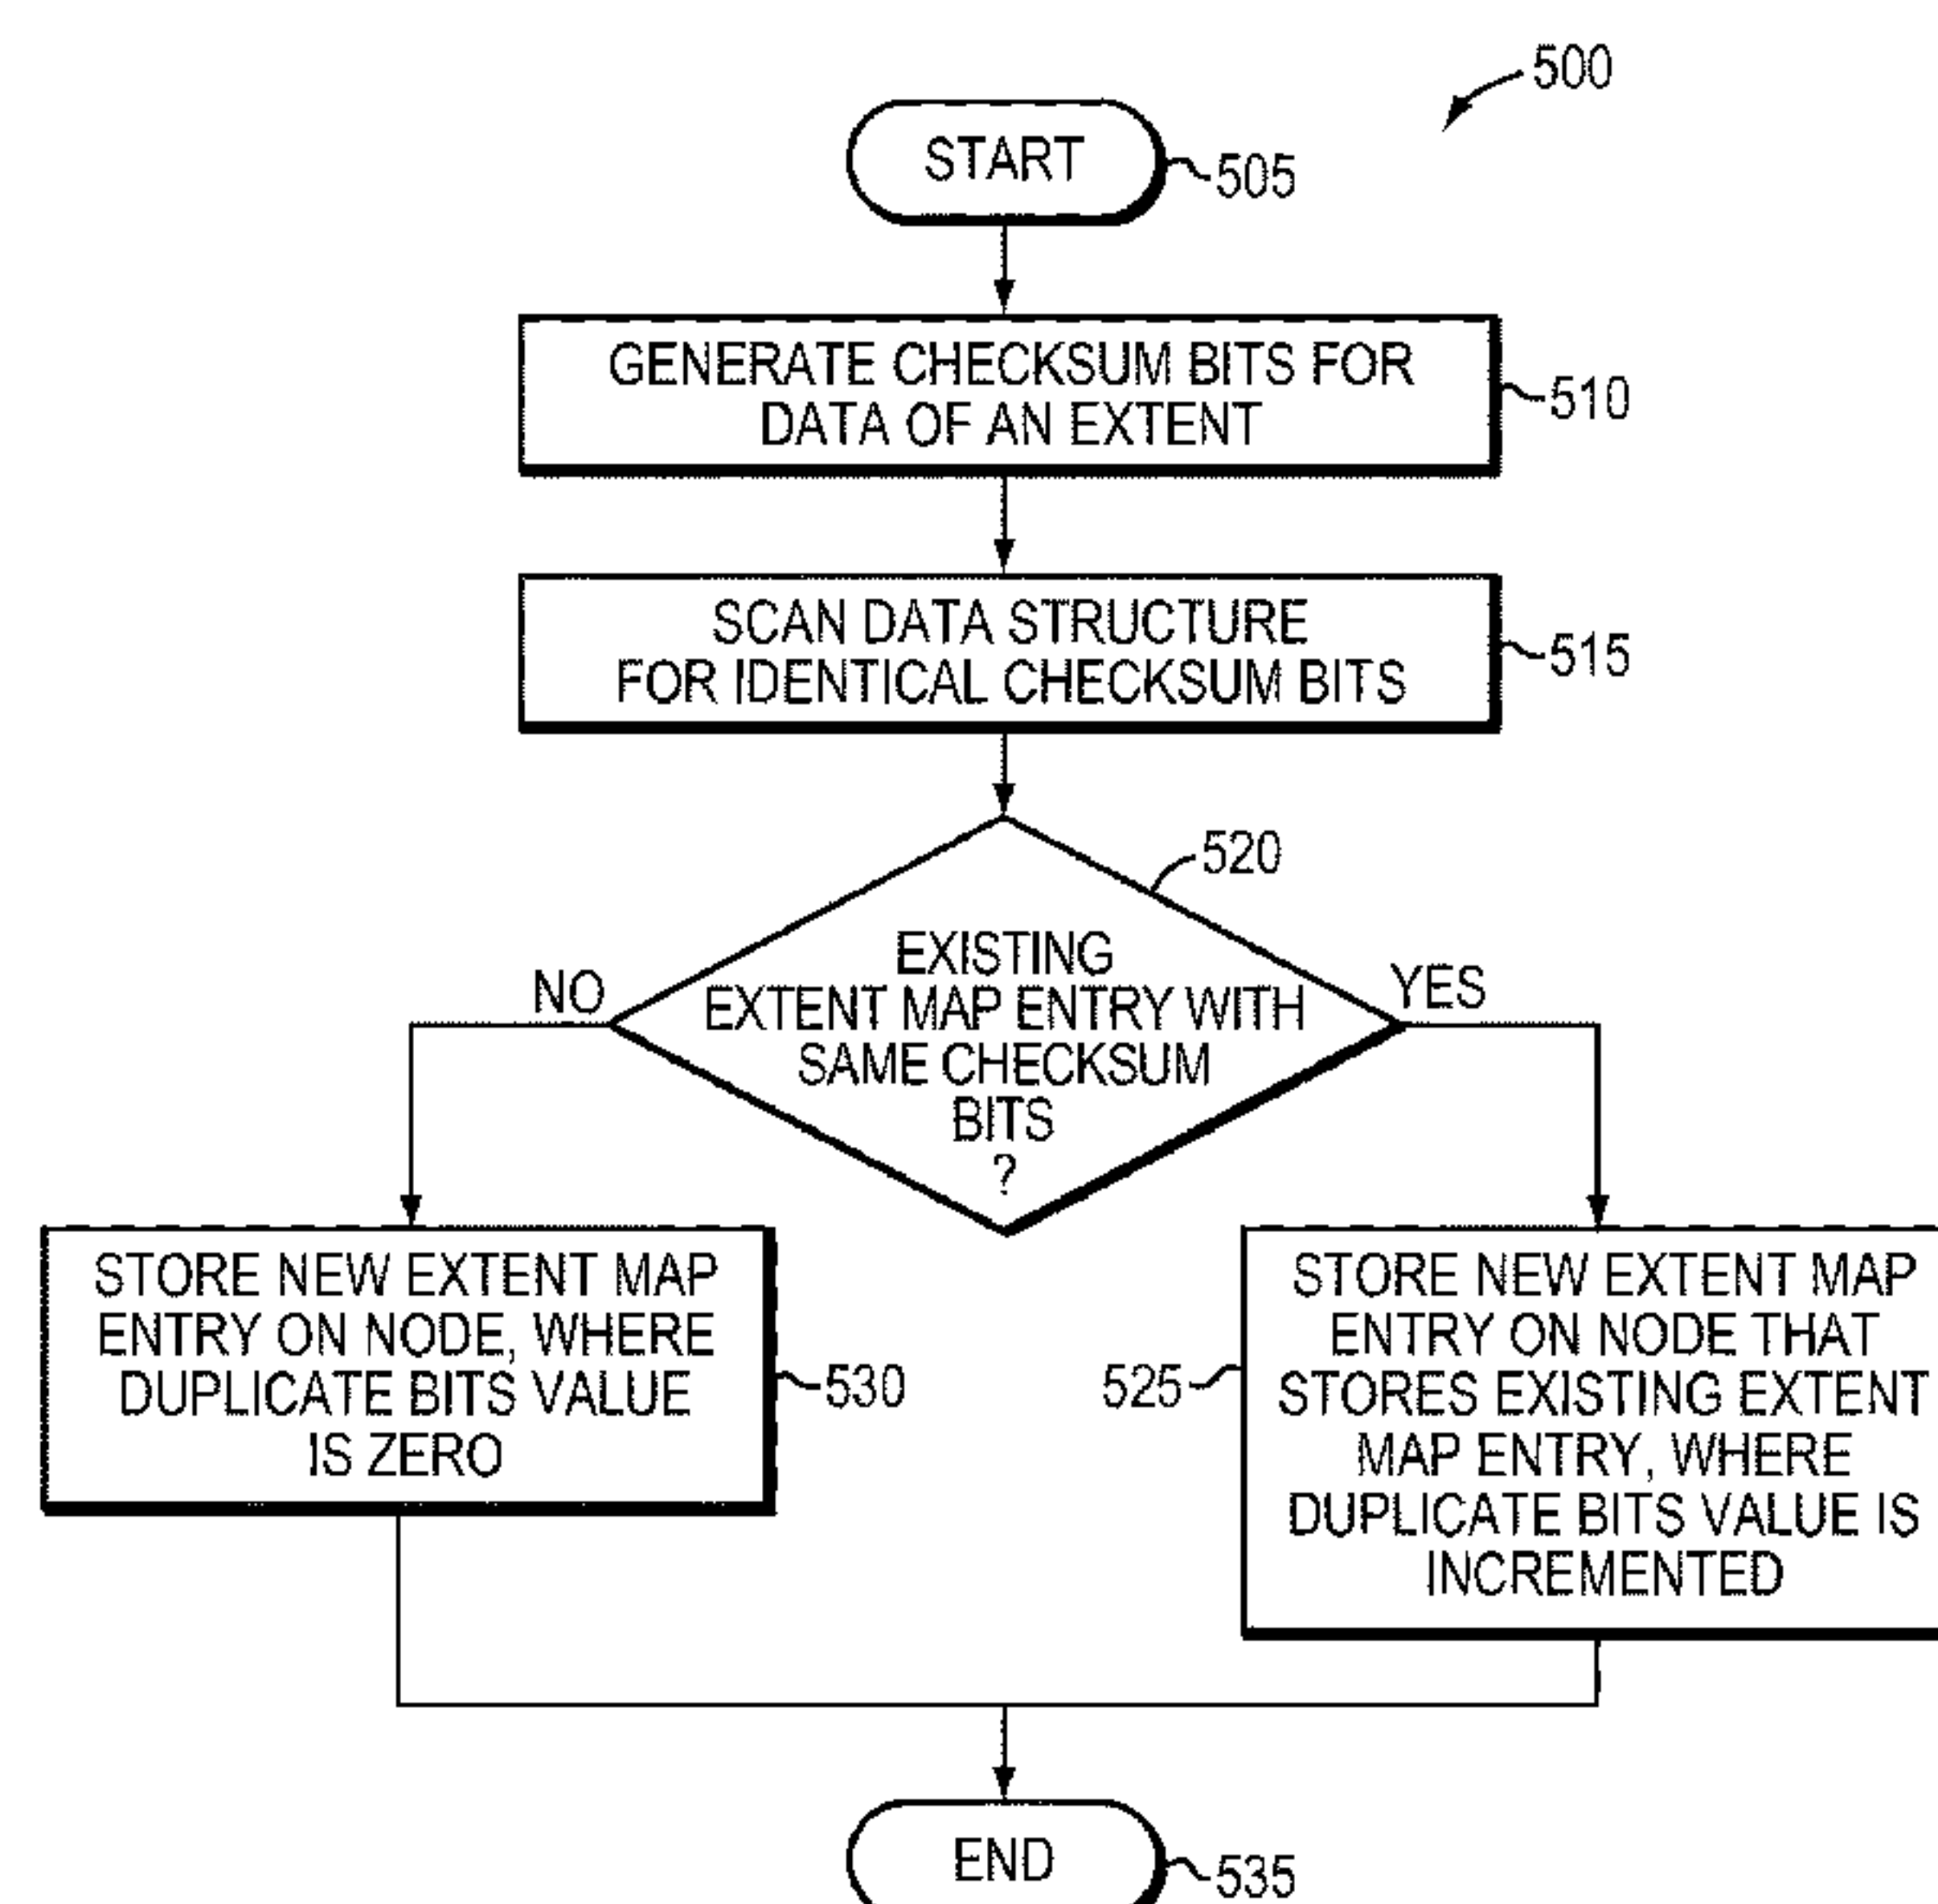 500
START
505
GENERATE CHECKSUM BITS FOR
DATA OF AN EXTENT
510
SCAN DATA STRUCTURE
FOR IDENTICAL CHECKSUM BITS
515
520
EXISTING
EXTENT MAP ENTRY WITH
SAME CHECKSUM
BITS
?
NO
YES
STORE NEW EXTENT MAP
ENTRY ON NODE, WHERE
DUPLICATE BITS VALUE
IS ZERO
530
525
STORE NEW EXTENT MAP
ENTRY ON NODE THAT
STORES EXISTING EXTENT
MAP ENTRY, WHERE
DUPLICATE BITS VALUE IS
INCREMENTED
END
535